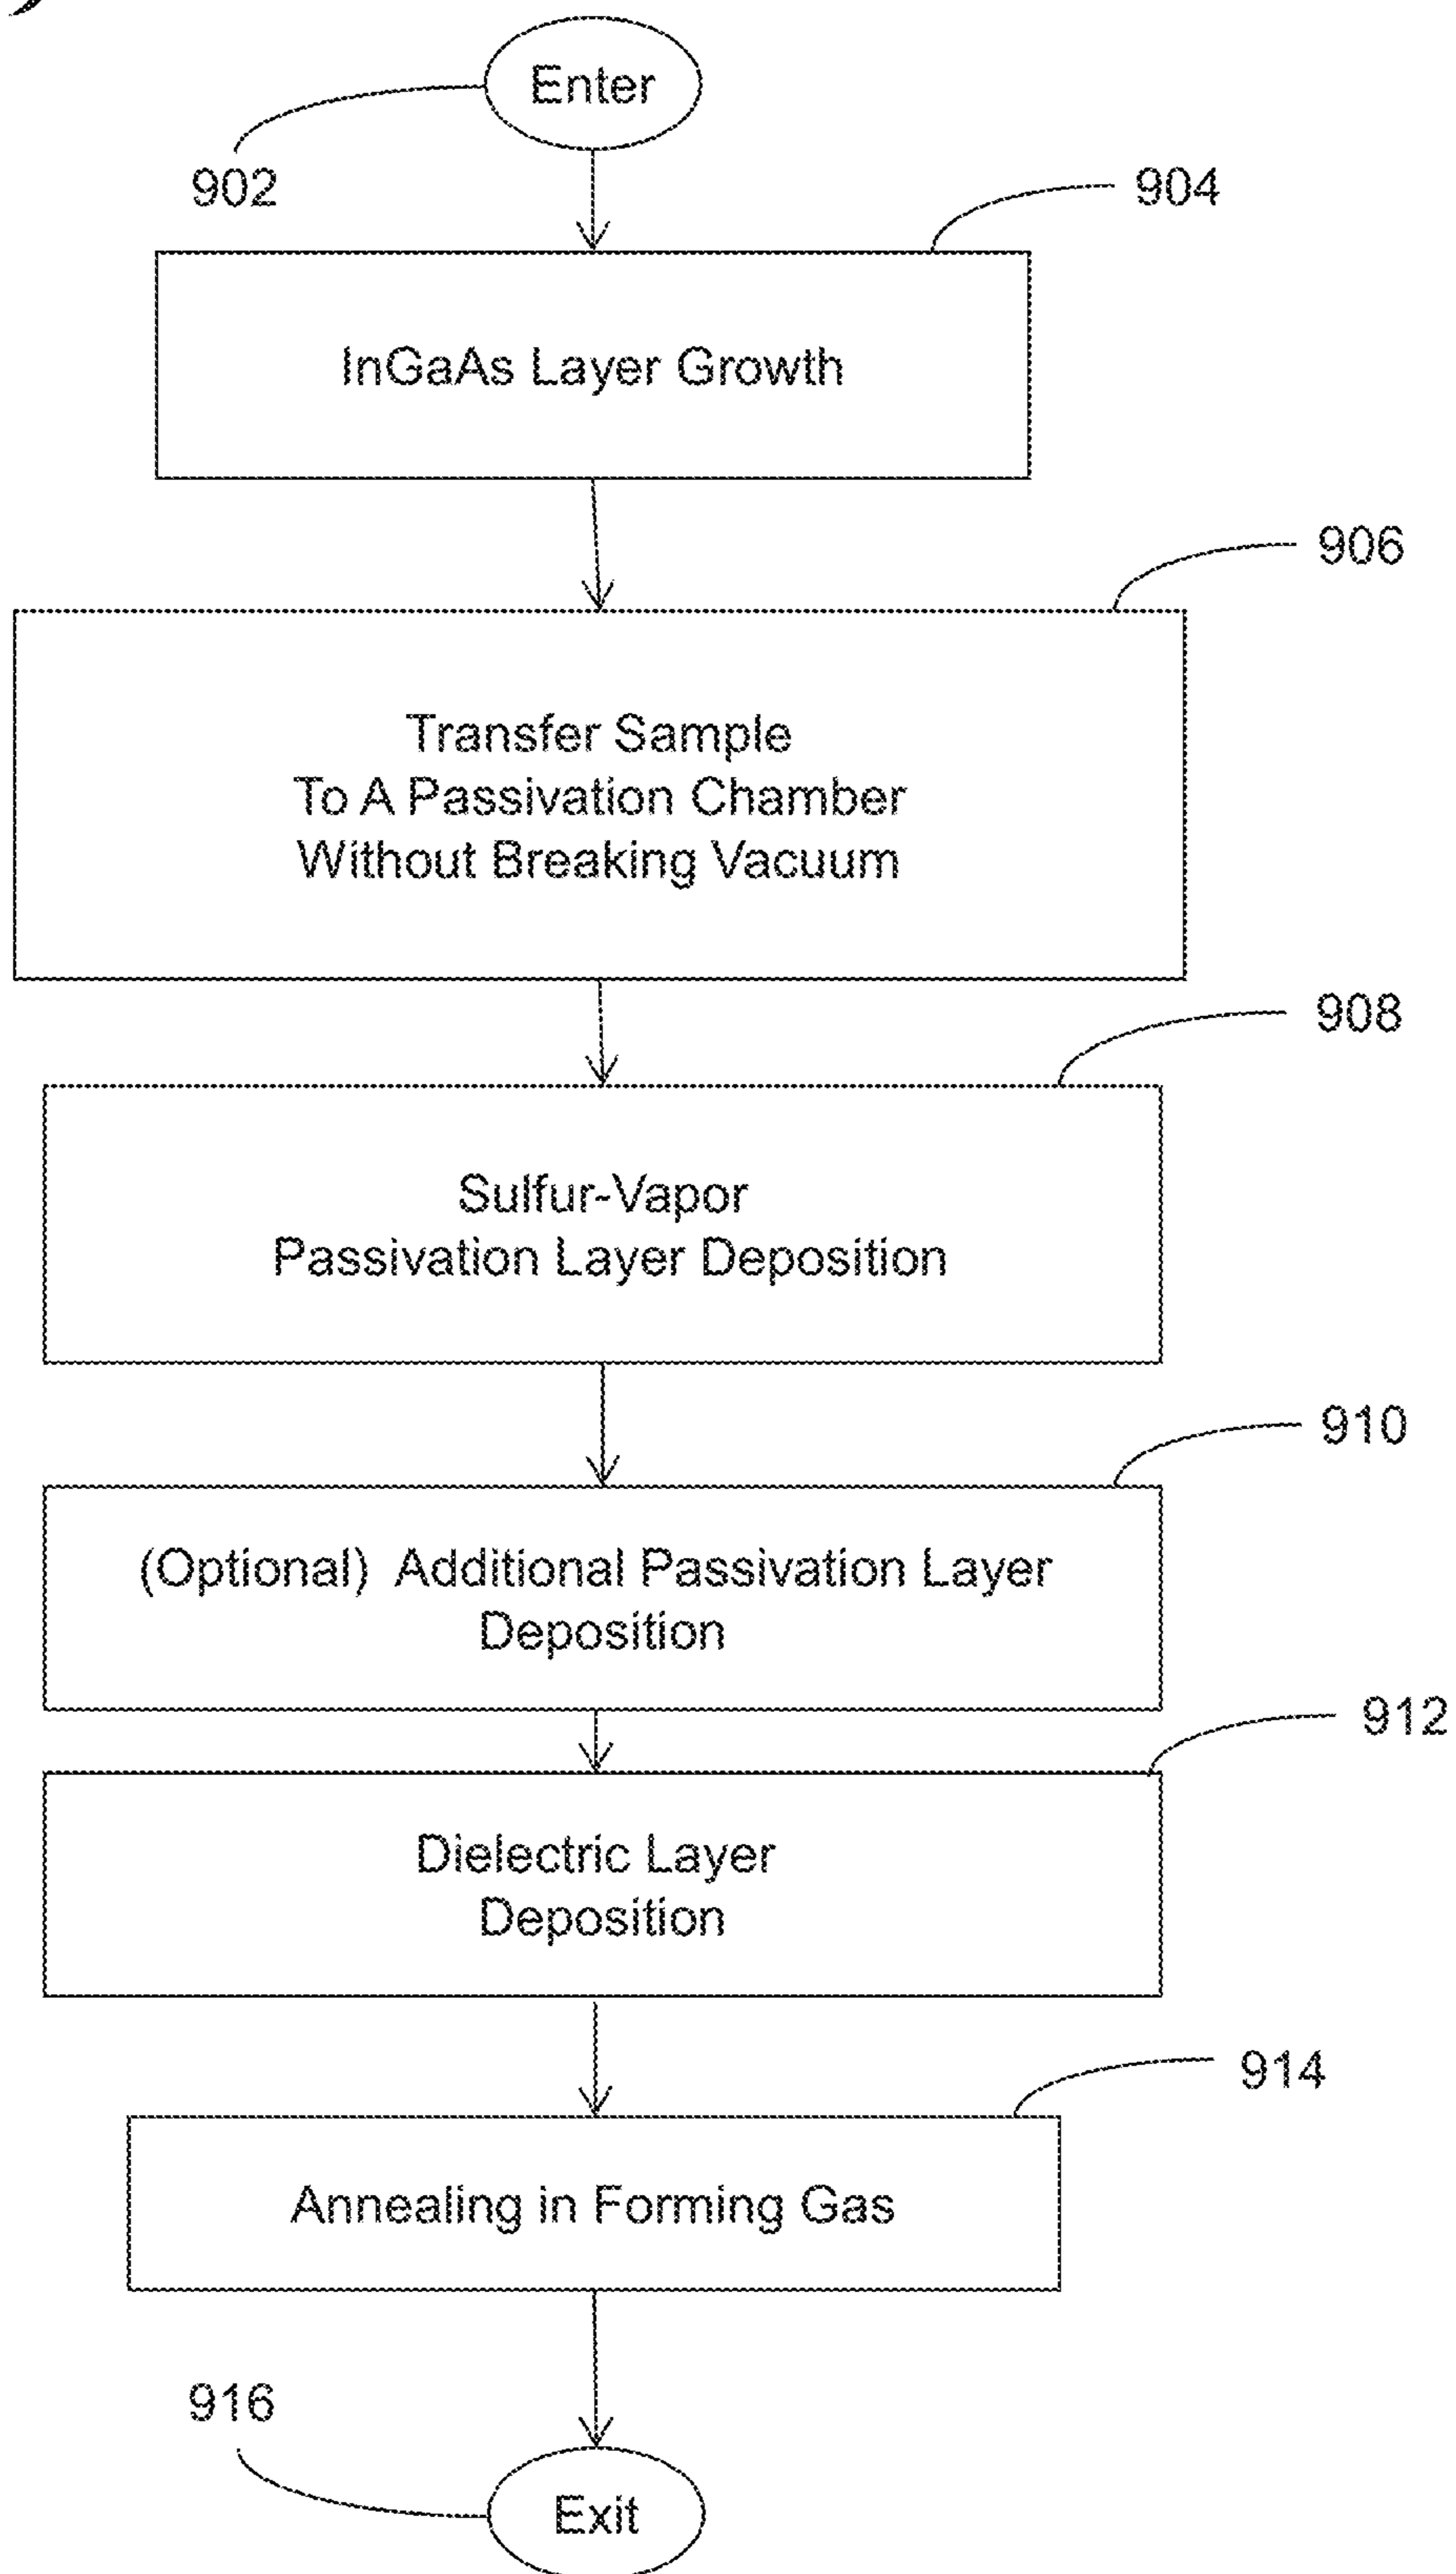 Enter
902
904
InGaAs Layer Growth
906
Transfer Sample
To A Passivation Chamber
Without Breaking Vacuum
908
Sulfur-Vapor
Passivation Layer Deposition
910
(Optional) Additional Passivation Layer
Deposition
912
Dielectric Layer
Deposition
914
Annealing in Forming Gas
916
Exit